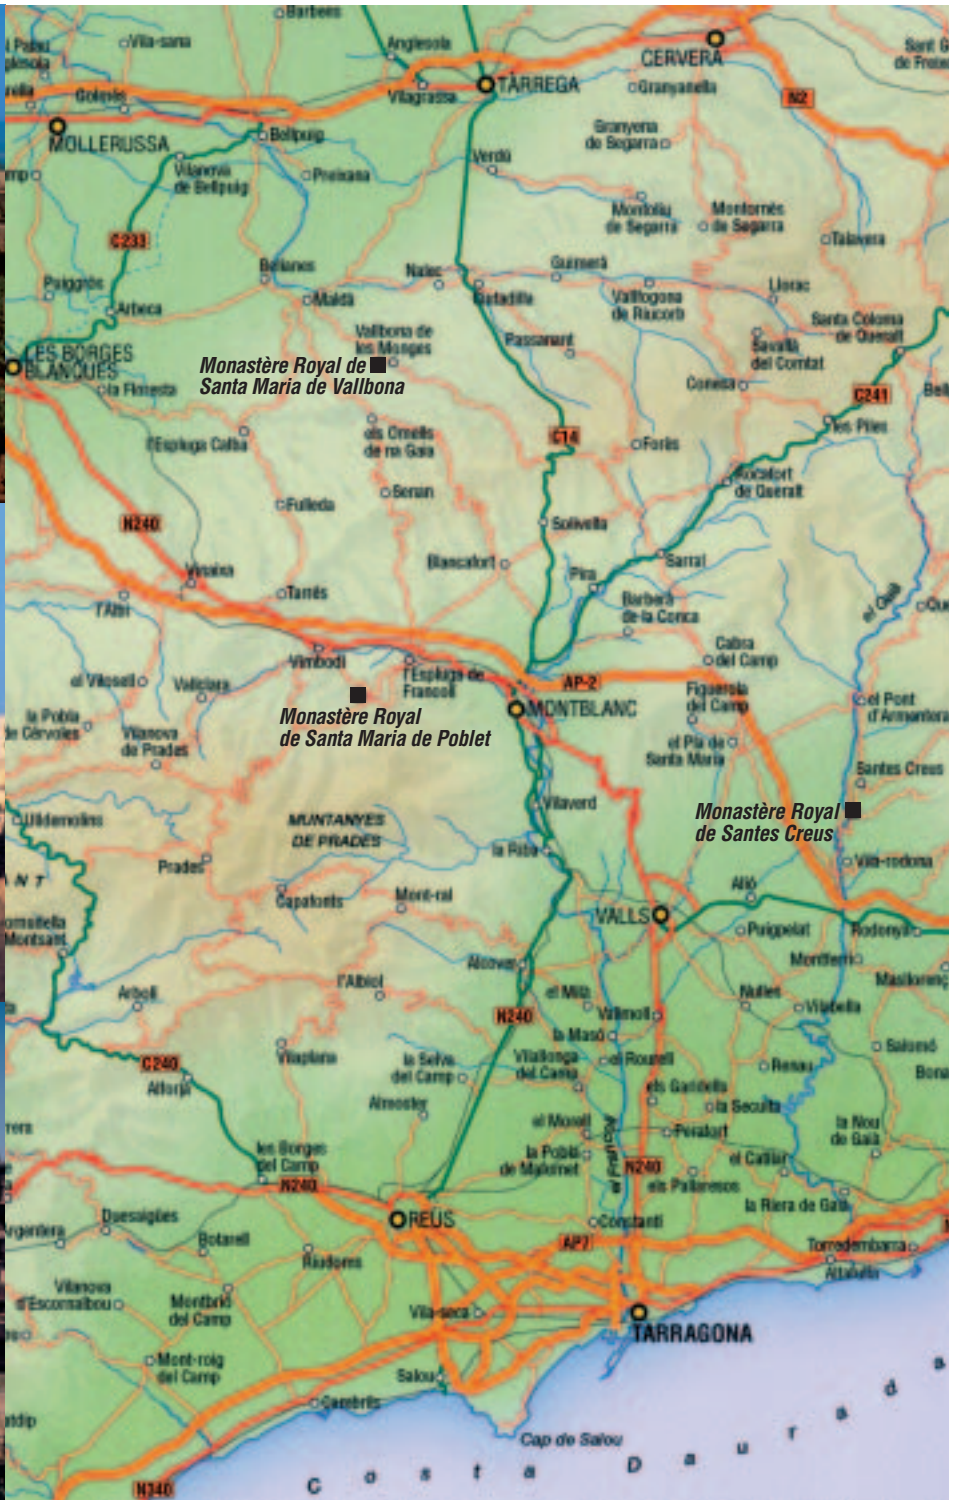 Barbens
Vila-sana
Anglesola
CERVERA
TÀRREGA
Granyanella
Vilagrassa
Golmés
N2
MOLLERUSSA
Bellpuig
Granyena
de Segarra
Verdú
Vilanova
de Bellpuig
Preixana
Montoliu
de Segarra
Montornès
de Segarra
C233
Talavera
Belianes
Nalec
Guimerà
Puiggròs
Maldà
Ciutadilla
Vallfogona
de Riucorb
Llorac
Arbeca
Vallbona de
les Monges
Passanant
Santa Coloma
de Queralt
Savallà
del Comtat
LES BORGES
BLANQUES
Monastère Royal de
Santa Maria de Vallbona
la Floresta
Conesa
C241
l'Espluga Calba
els Omells
de na Gaia
C14
Forès
les Piles
Rocafort
de Queralt
Senan
Fulleda
N240
Solivella
Vinaixa
Blancafort
Sarral
Pira
Tarrés
l'Albi
Barberà
de la Conca
el Gaià
Vimbodí
l'Espluga de
Francolí
Cabra
del Camp
el Vilosell
Vallclara
AP-2
Figuerola
del Camp
el Pont
d'Armentera
MONTBLANC
Monastère Royal
de Santa Maria de Poblet
la Pobla
de Cérvoles
Vilanova
de Prades
el Pla de
Santa Maria
Santes Creus
Vilaverd
Monastère Royal
de Santes Creus
Ulldemolins
MUNTANYES
DE PRADES
la Riba
Prades
Vila-rodona
Capafonts
Mont-ral
Alió
VALLS
Puigpelat
Rodonyà
Montferri
Alcover
l'Albiol
Arbolí
el Milà
Vallmoll
Nulles
Vilabella
N240
la Masó
Salomó
C240
Vilaplana
la Selva
del Camp
Vilallonga
del Camp
el Rourell
Renau
Alforja
Almoster
els Garidells
la Secuita
el Morell
Perafort
la Nou
de Gaià
les Borges
del Camp
la Pobla
de Mafumet
el Francolí
N240
el Catllar
els Pallaresos
N240
la Riera de Gaià
REUS
Constantí
Duesaigües
Botarell
AP7
Torredembarra
Riudoms
Altafulla
Vilanova
d'Escornalbou
Montbrió
del Camp
Vila-seca
TARRAGONA
Mont-roig
del Camp
Salou
Cambrils
Cap de Salou
Costa Daurada
N340